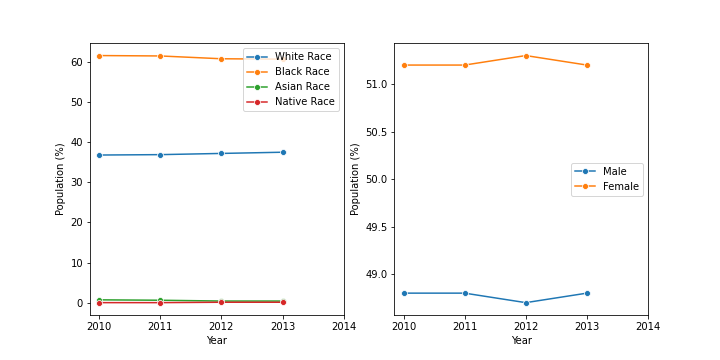 60
50
40
30
20
10
0
Population (%)
2010 2011 2012 2013 2014
Year
White Race
Black Race
Asian Race
Native Race
51.0
50.5
50.0
49.5
49.0
Population (%)
2010 2011 2012 2013 2014
Year
Male
Female